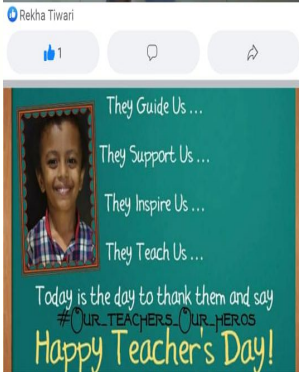 Rekha Tiwari
1
They Guide Us ...
They Support Us ...
They Inspire Us ...
They Teach Us ...
Today is the day to thank them and say
#OUR_TEACHERS_OUR_HEROS
Happy Teacher's Day!